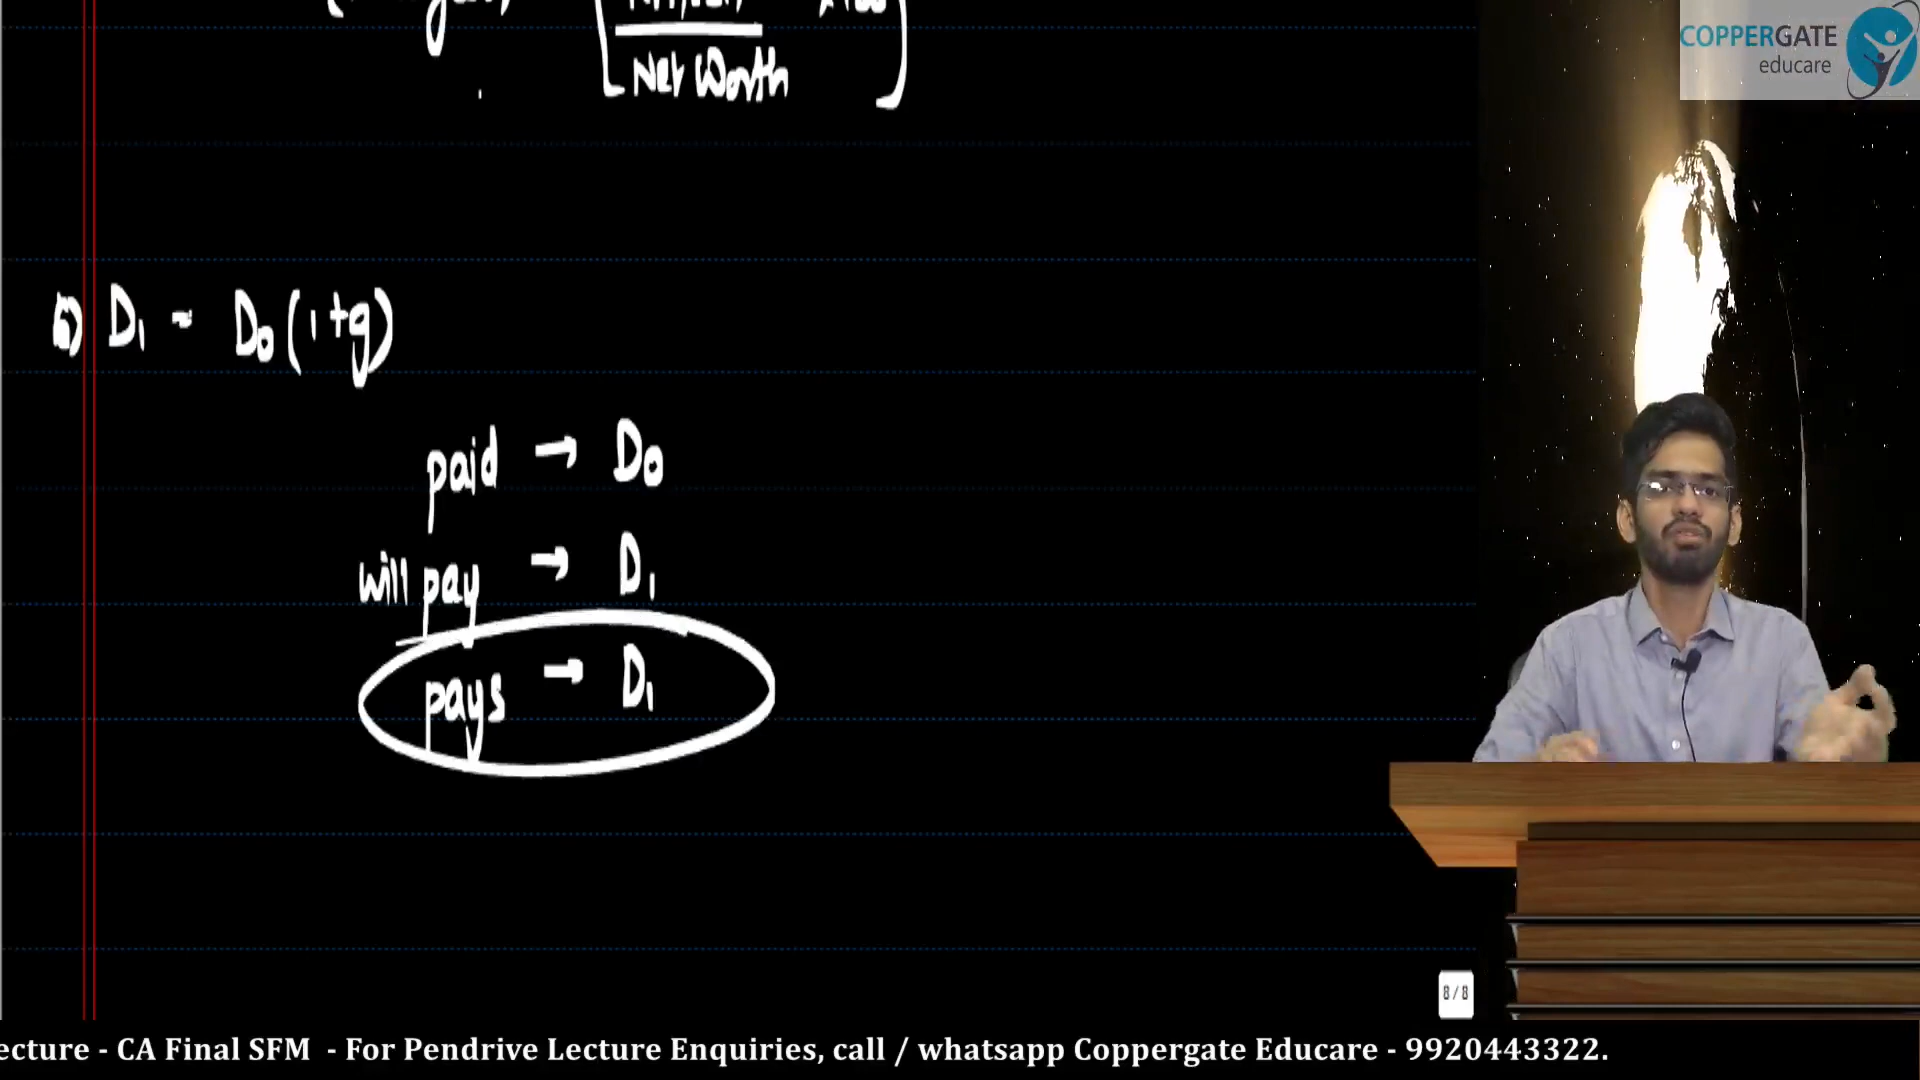 Net Worth
COPPERGATE
educare
D₁ = D₀ (1+g)
paid → D₀
will pay → D₁
pays → D₁
8/8
ecture - CA Final SFM - For Pendrive Lecture Enquiries, call / whatsapp Coppergate Educare - 9920443322.